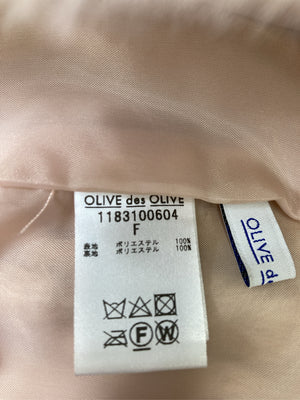 OLIVE des OLIVE
1183100604
F
表地 ポリエステル 100%
裏地 ポリエステル 100%
F W
OLIVE des